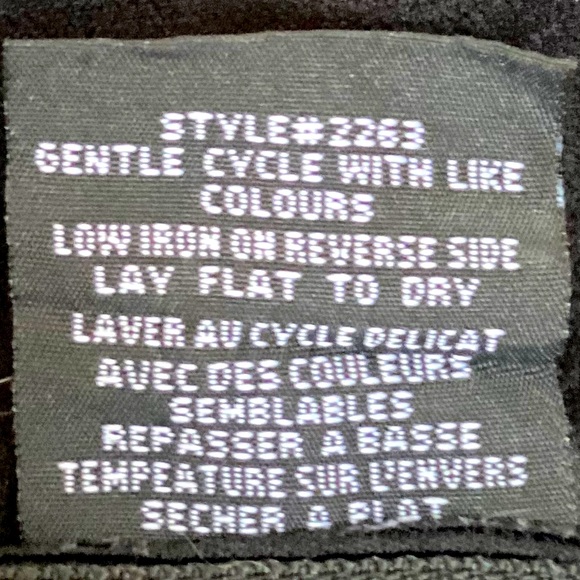 STYLE#2263
GENTLE CYCLE WITH LIKE
COLOURS
LOW IRON ON REVERSE SIDE
LAY FLAT TO DRY
LAVER AU CYCLE DELICAT
AVEC DES COULEURS
SEMBLABLES
REPASSER A BASSE
TEMPEATURE SUR L'ENVERS
SECHER A PLAT